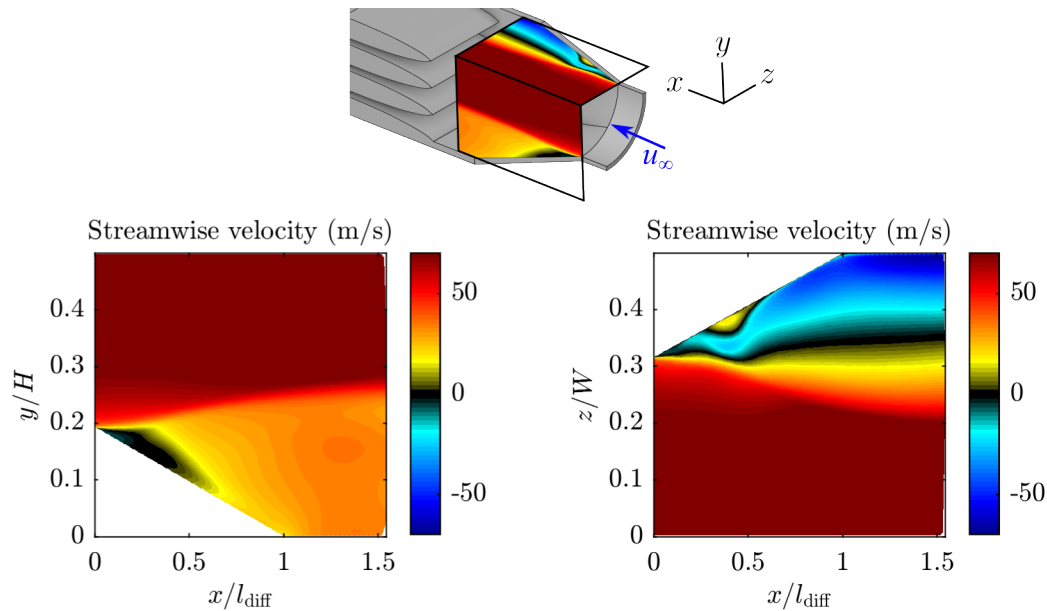 y
x
z
u∞
Streamwise velocity (m/s)
0.4
0.3
0.2
0.1
0
y/H
0
0.5
1
1.5
x/l_diff
50
0
-50
Streamwise velocity (m/s)
0.4
0.3
0.2
0.1
0
z/W
0
0.5
1
1.5
x/l_diff
50
0
-50